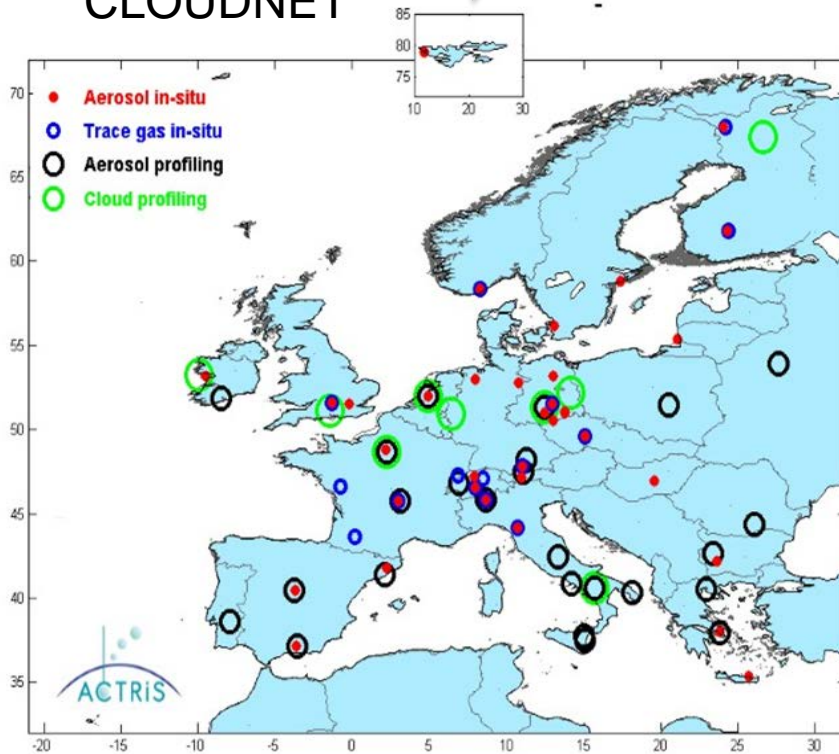 CLOUDNET
85
80
75
10 20 30
Aerosol in-situ
Trace gas in-situ
Aerosol profiling
Cloud profiling
70
65
60
55
50
45
40
35
ACTRiS
-20 -15 -10 -5 0 5 10 15 20 25 30